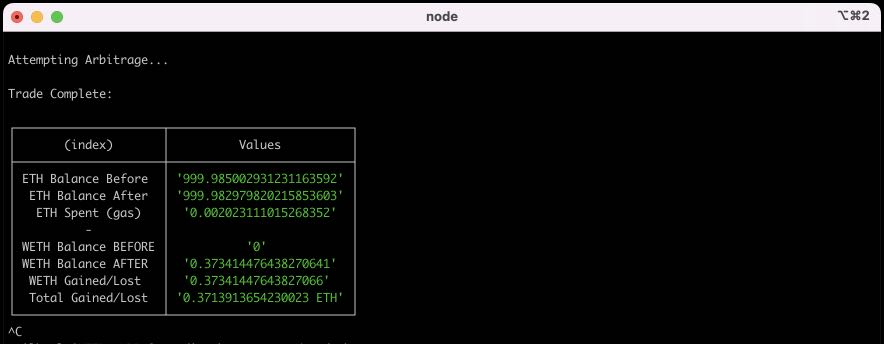 node
⌥⌘2
Attempting Arbitrage...
Trade Complete:
(index) Values
ETH Balance Before '999.985002931231163592'
ETH Balance After '999.982979820215853603'
ETH Spent (gas) '0.002023111015268352'
-
WETH Balance BEFORE '0'
WETH Balance AFTER '0.373414476438270641'
WETH Gained/Lost '0.37341447643827066'
Total Gained/Lost '0.3713913654230023 ETH'
^C